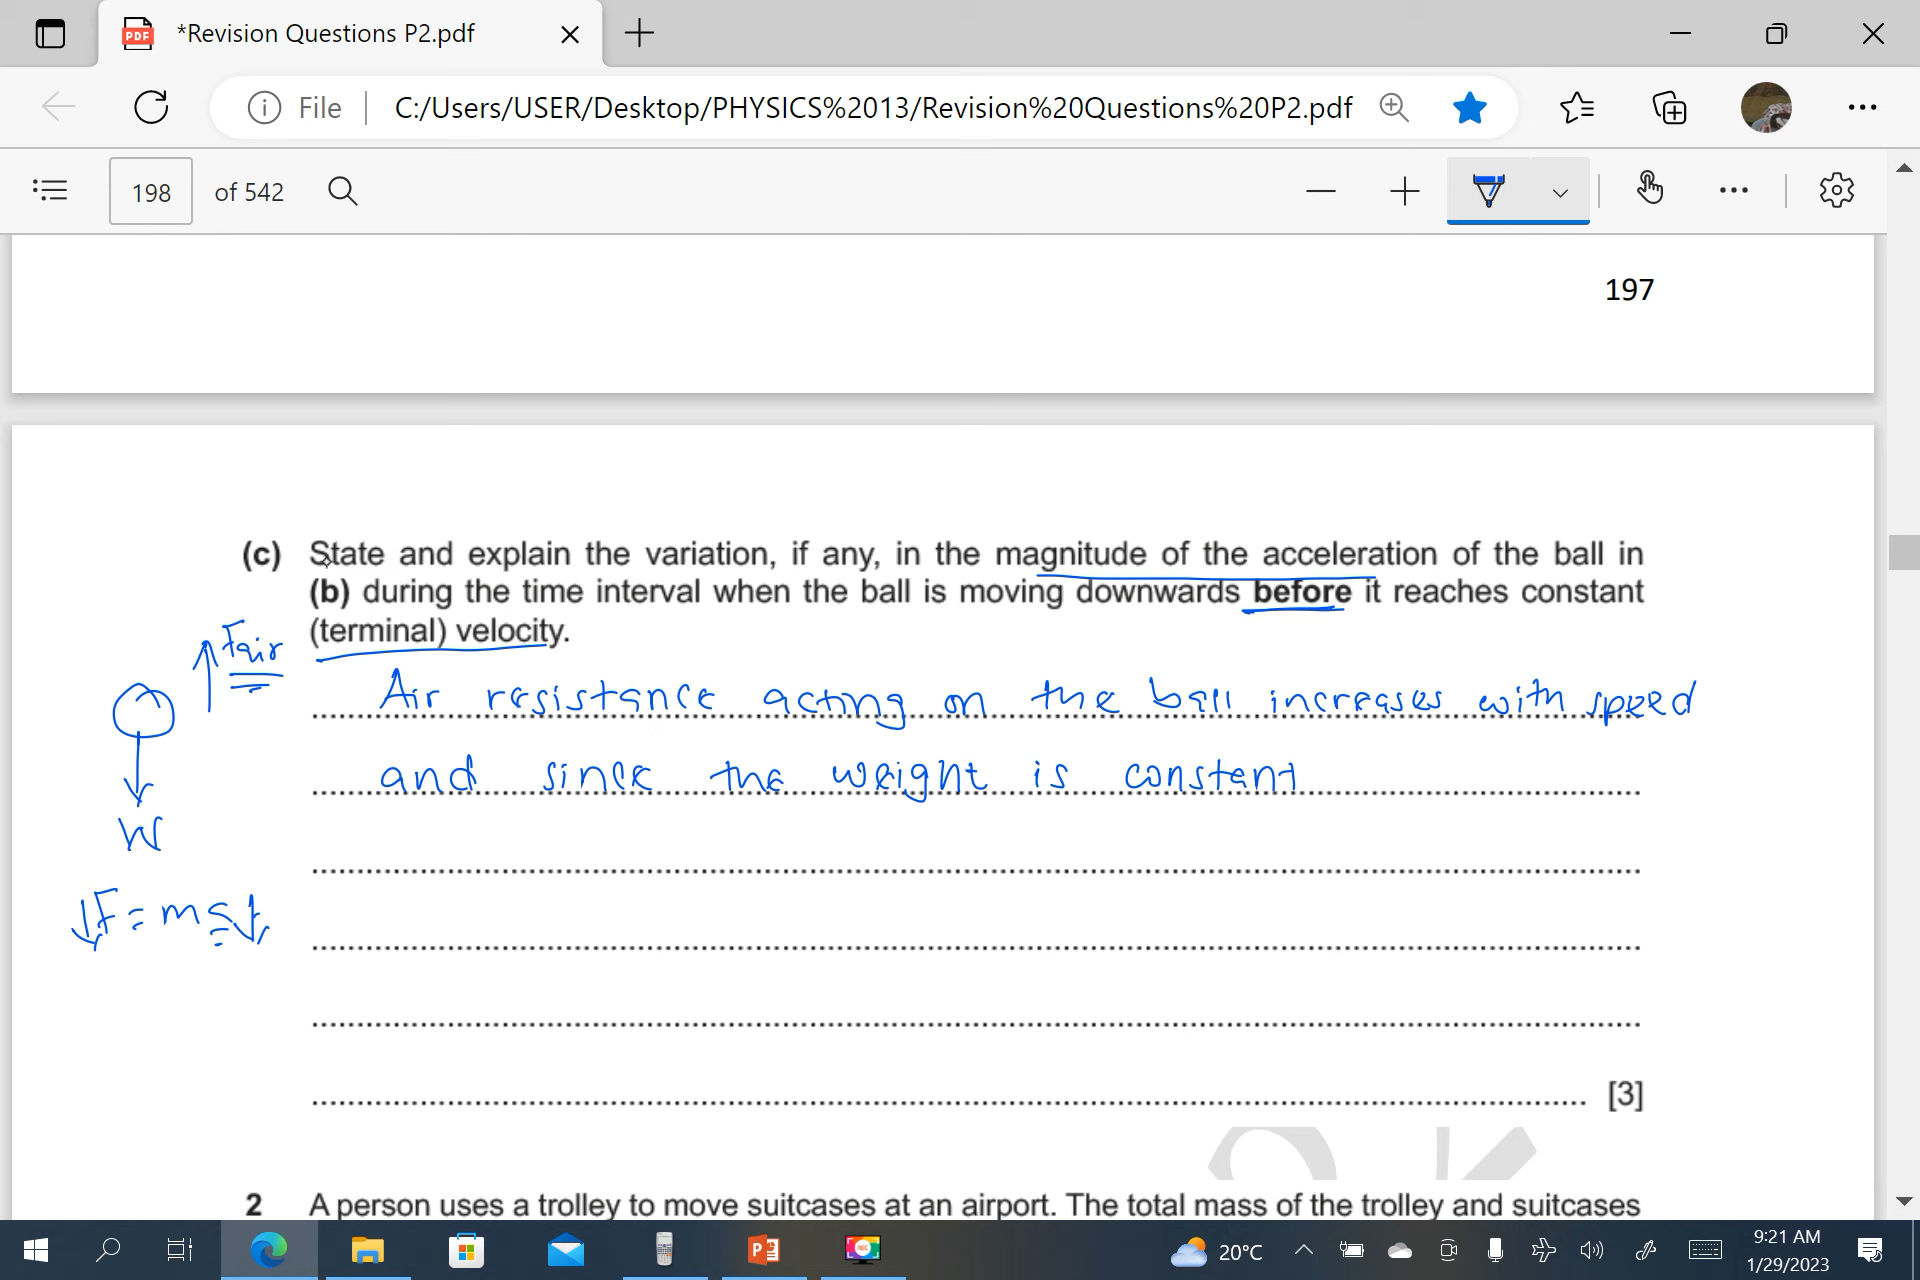 *Revision Questions P2.pdf
File C:/Users/USER/Desktop/PHYSICS%2013/Revision%20Questions%20P2.pdf
198 of 542
197
(c) State and explain the variation, if any, in the magnitude of the acceleration of the ball in
(b) during the time interval when the ball is moving downwards before it reaches constant
(terminal) velocity.
Fair
Air resistance acting on the ball increases with speed
and since the weight is constant
W
↓F = ma↓
[3]
2 A person uses a trolley to move suitcases at an airport. The total mass of the trolley and suitcases
20°C
9:21 AM
1/29/2023